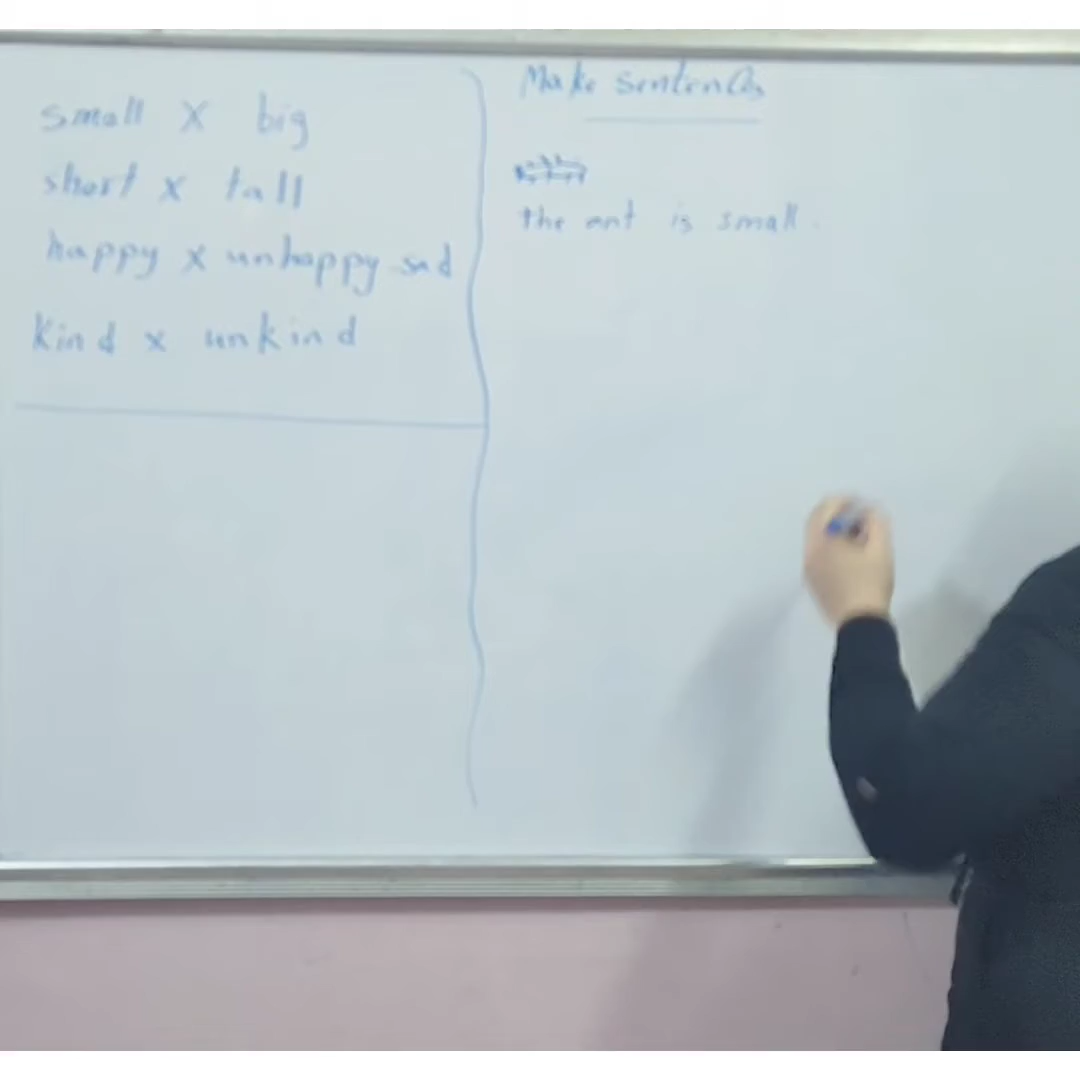 small x big
short x tall
happy x unhappy sad
kind x unkind
Make sentences
the ant is small.